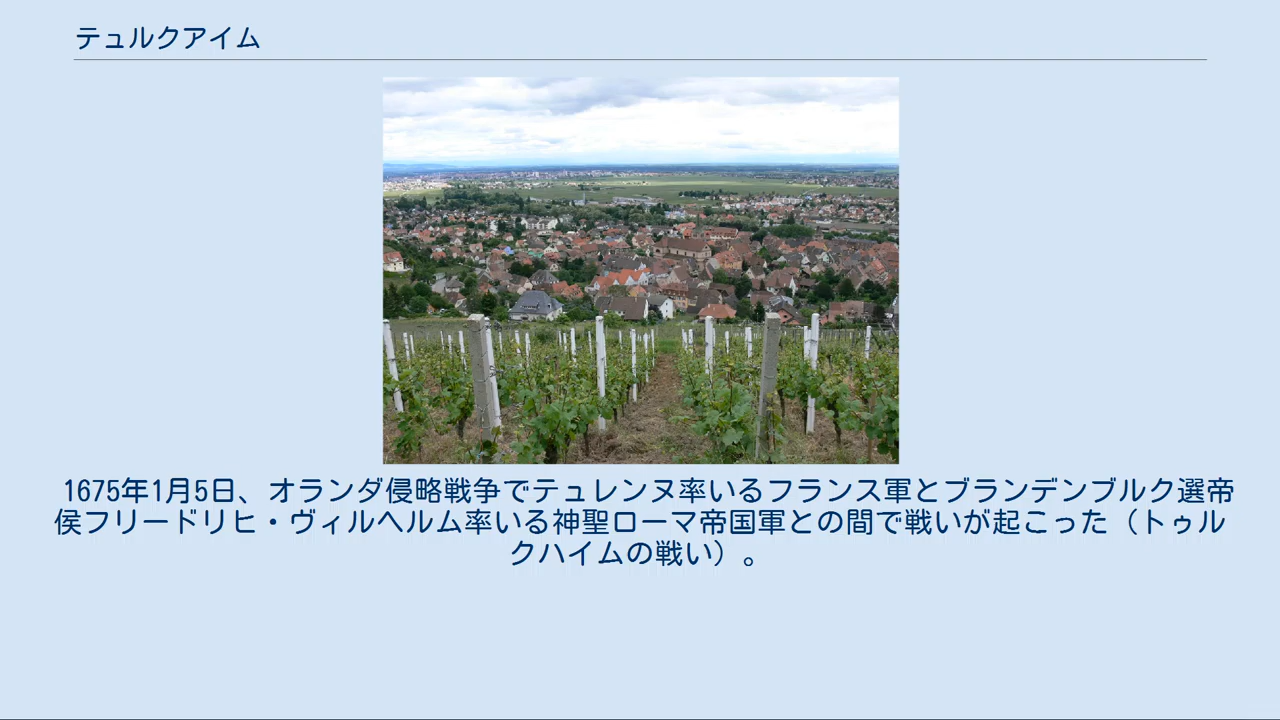 テュルクアイム
1675年1月5日、オランダ侵略戦争でテュレンヌ率いるフランス軍とブランデンブルク選帝
侯フリードリヒ・ヴィルヘルム率いる神聖ローマ帝国軍との間で戦いが起こった（トゥル
クハイムの戦い）。